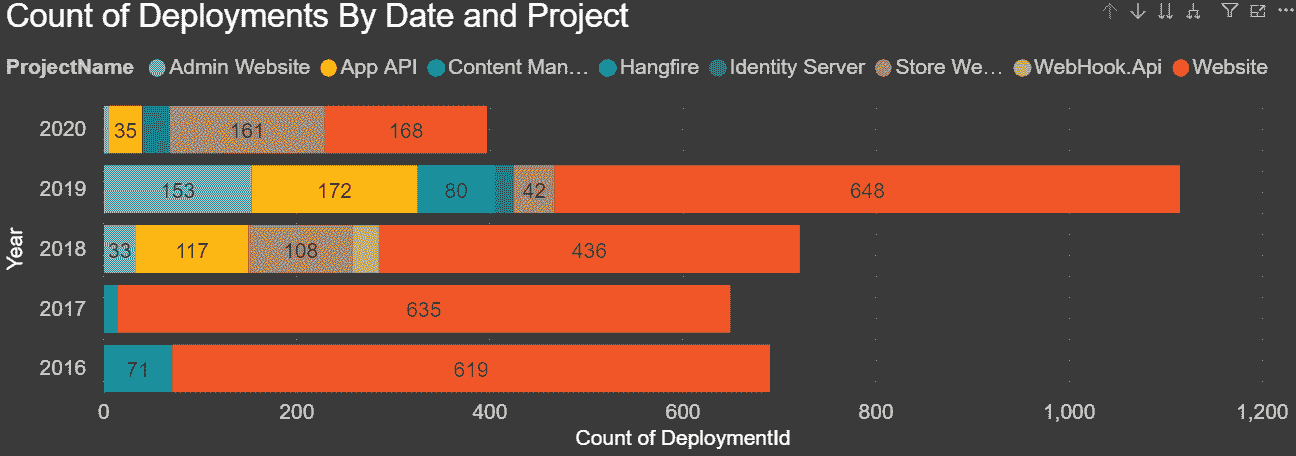 Count of Deployments By Date and Project
ProjectName Admin Website App API Content Man… Hangfire Identity Server Store We… WebHook.Api Website
2020 35 161 168
2019 153 172 80 42 648
2018 33 117 108 436
2017 635
2016 71 619
Year
0 200 400 600 800 1,000 1,200
Count of DeploymentId